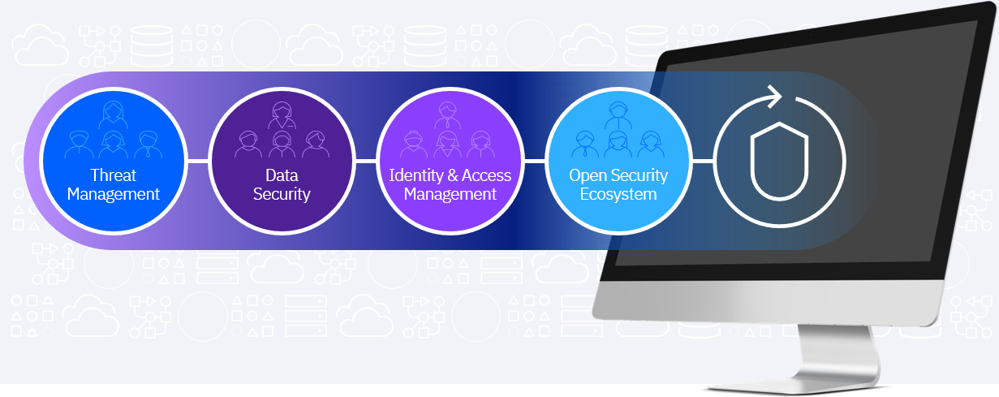 Threat
Management
Data
Security
Identity & Access
Management
Open Security
Ecosystem